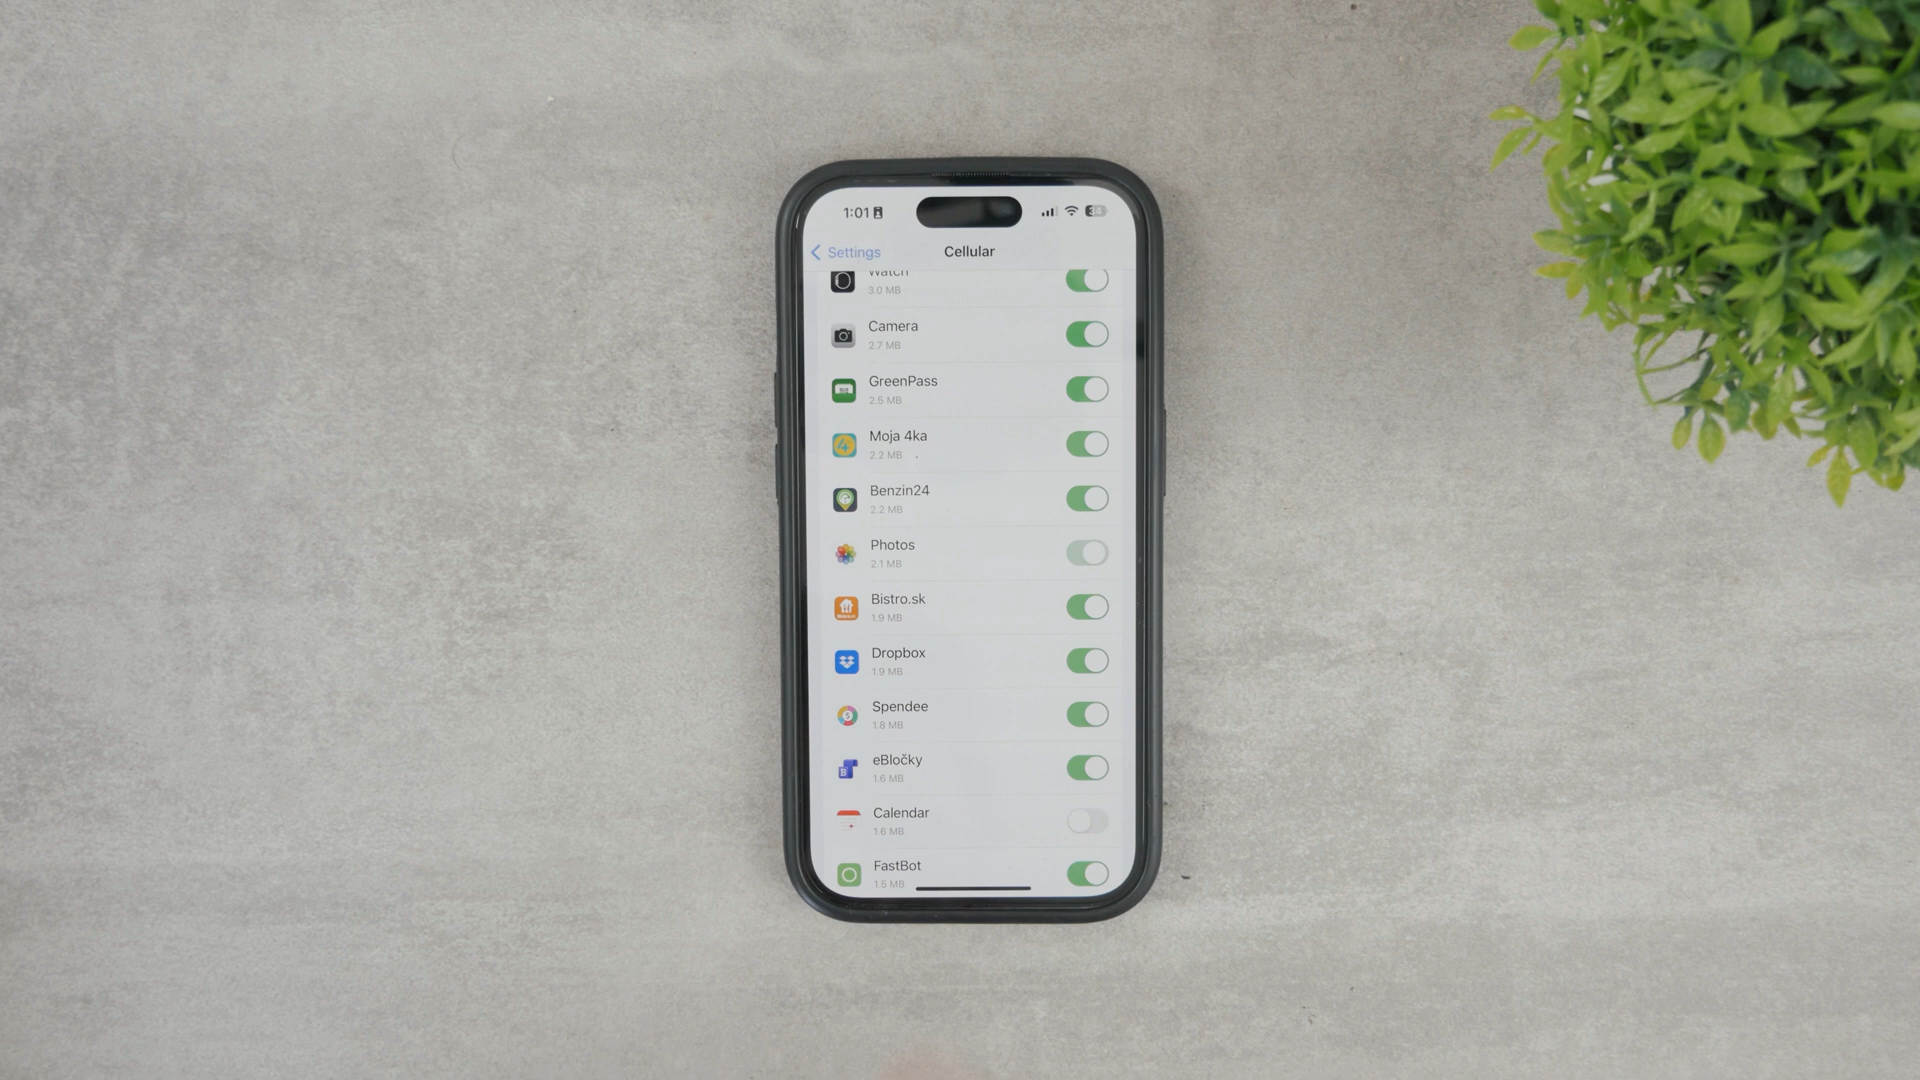 1:01
34
Settings
Cellular
Watch
3.0 MB
Camera
2.7 MB
GreenPass
2.5 MB
Moja 4ka
2.2 MB
Benzin24
2.2 MB
Photos
2.1 MB
Bistro.sk
1.9 MB
Dropbox
1.9 MB
Spendee
1.8 MB
eBločky
1.6 MB
Calendar
1.6 MB
FastBot
1.5 MB